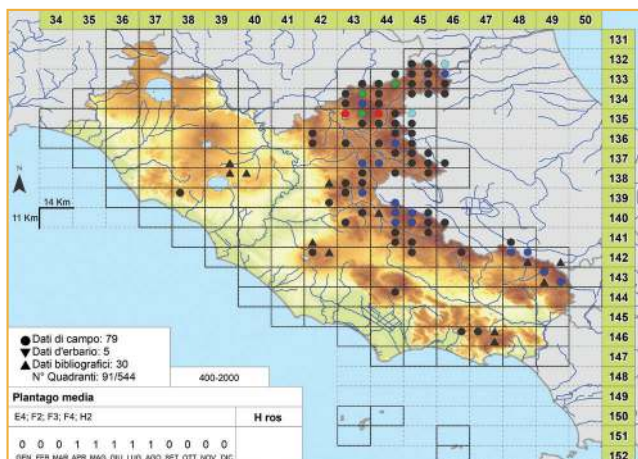 34 35 36 37 38 39 40 41 42 43 44 45 46 47 48 49 50
131
132
133
134
135
136
137
138
139
140
141
142
143
144
145
146
147
148
149
150
151
152
N
14 Km
11 Km
● Dati di campo: 79
▼ Dati d'erbario: 5
▲ Dati bibliografici: 30
N° Quadranti: 91/544
400-2000
Plantago media
E4; F2; F3; F4; H2
H ros
0 0 0 1 1 1 1 1 0 0 0 0
GEN FEB MAR APR MAG GIU LUG AGO SET OTT NOV DIC